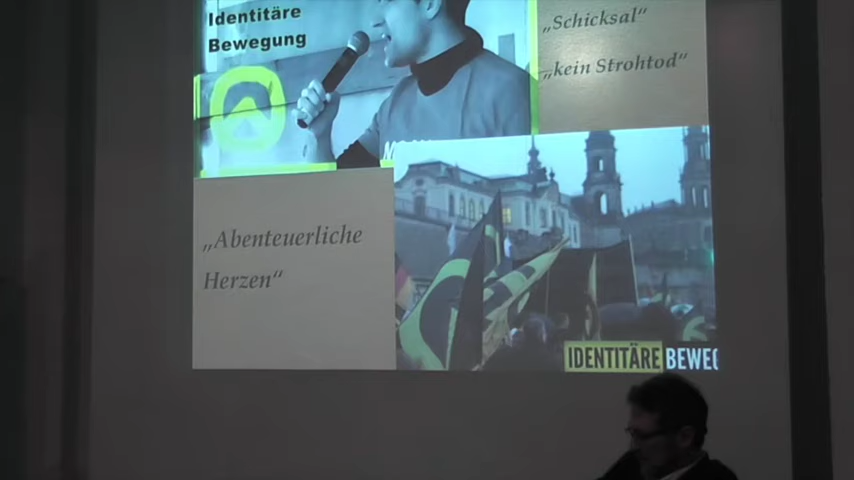 Identitäre
Bewegung
„Schicksal“
„kein Strohtod“
„Abenteuerliche
Herzen“
IDENTITÄRE BEWEG